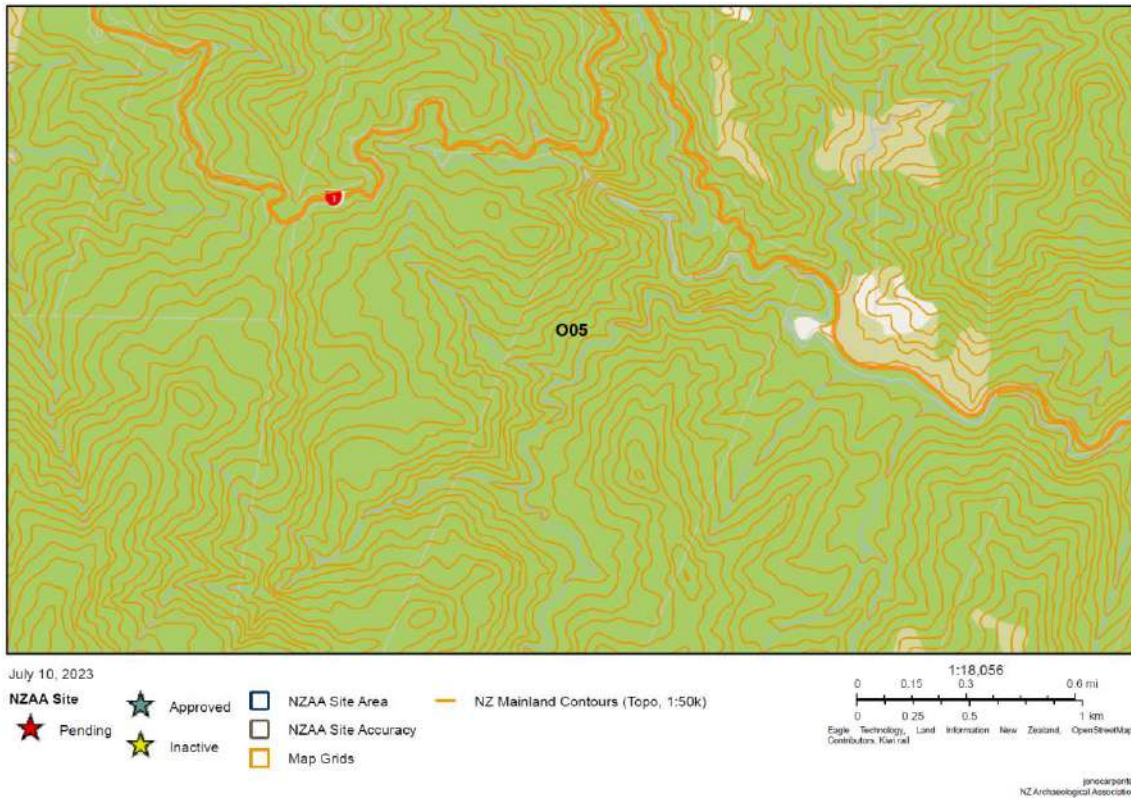 1
O05
July 10, 2023
NZAA Site
Pending
Approved
Inactive
NZAA Site Area
NZAA Site Accuracy
Map Grids
NZ Mainland Contours (Topo, 1:50k)
1:18,056
0 0.15 0.3 0.6 mi
0 0.25 0.5 1 km
Eagle Technology, Land Information New Zealand, OpenStreetMap
Contributors, Kiwi rail
jonocarpente
NZ Archaeological Association